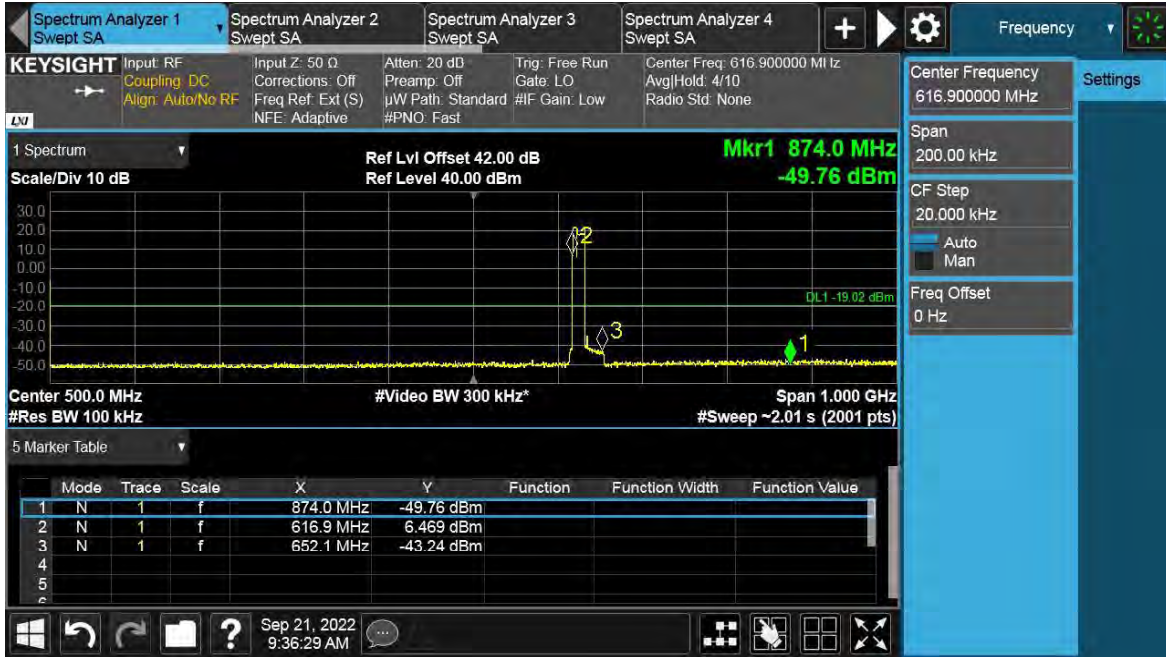 Spectrum Analyzer 1
Swept SA
Spectrum Analyzer 2
Swept SA
Spectrum Analyzer 3
Swept SA
Spectrum Analyzer 4
Swept SA
+
Frequency
KEYSIGHT
LXI
Input: RF
Coupling: DC
Align: Auto/No RF
Input Z: 50 Ω
Corrections: Off
Freq Ref: Ext (S)
NFE: Adaptive
Atten: 20 dB
Preamp: Off
µW Path: Standard
#PNO: Fast
Trig: Free Run
Gate: LO
#IF Gain: Low
Center Freq: 616.900000 MHz
Avg|Hold: 4/10
Radio Std: None
Center Frequency
616.900000 MHz
Settings
Span
200.00 kHz
CF Step
20.000 kHz
Auto
Man
Freq Offset
0 Hz
1 Spectrum
Scale/Div 10 dB
Ref Lvl Offset 42.00 dB
Ref Level 40.00 dBm
Mkr1 874.0 MHz
-49.76 dBm
30.0
20.0
10.0
0.00
-10.0
-20.0
-30.0
-40.0
-50.0
2
DL1 -19.02 dBm
3
1
Center 500.0 MHz
#Video BW 300 kHz*
Span 1.000 GHz
#Res BW 100 kHz
#Sweep ~2.01 s (2001 pts)
5 Marker Table
Mode Trace Scale X Y Function Function Width Function Value
1 N 1 f 874.0 MHz -49.76 dBm
2 N 1 f 616.9 MHz 6.469 dBm
3 N 1 f 652.1 MHz -43.24 dBm
4
5
?
Sep 21, 2022
9:36:29 AM